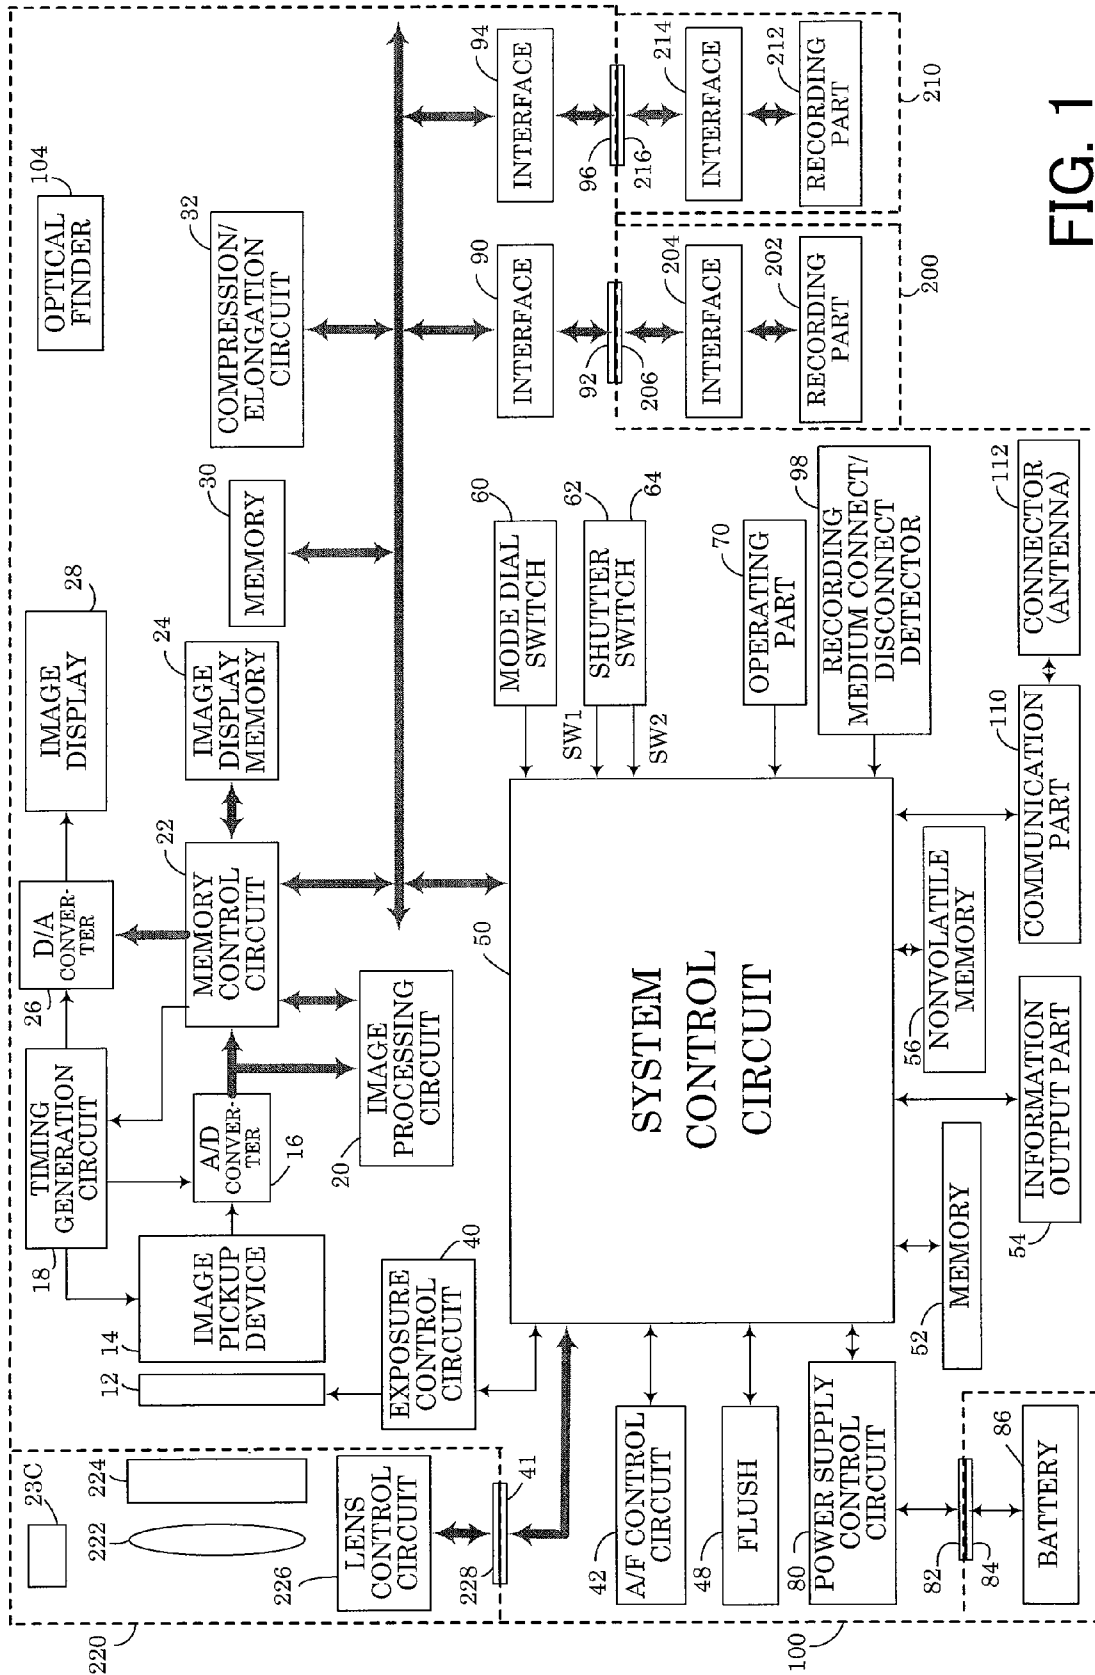 FIG. 1
220
23C
222
224
226
LENS
CONTROL
CIRCUIT
228
41
12
14
IMAGE
PICKUP
DEVICE
18
TIMING
GENERATION
CIRCUIT
A/D
CONVER-
TER
16
EXPOSURE
CONTROL
CIRCUIT
40
20
IMAGE
PROCESSING
CIRCUIT
26
D/A
CONVER-
TER
22
MEMORY
CONTROL
CIRCUIT
IMAGE
DISPLAY
28
IMAGE
DISPLAY
MEMORY
24
MEMORY
30
COMPRESSION/
ELONGATION
CIRCUIT
32
OPTICAL
FINDER
104
INTERFACE
90
INTERFACE
94
92
206
96
216
INTERFACE
204
INTERFACE
214
RECORDING
PART
202
RECORDING
PART
212
200
210
50
SYSTEM
CONTROL
CIRCUIT
MODE DIAL
SWITCH
60
SW1
SW2
SHUTTER
SWITCH
62
64
OPERATING
PART
70
RECORDING
MEDIUM CONNECT/
DISCONNECT
DETECTOR
98
42
A/F CONTROL
CIRCUIT
48
FLUSH
80
POWER SUPPLY
CONTROL
CIRCUIT
82
84
BATTERY
86
100
52
MEMORY
54
INFORMATION
OUTPUT PART
56
NONVOLATILE
MEMORY
COMMUNICATION
PART
110
CONNECTOR
(ANTENNA)
112